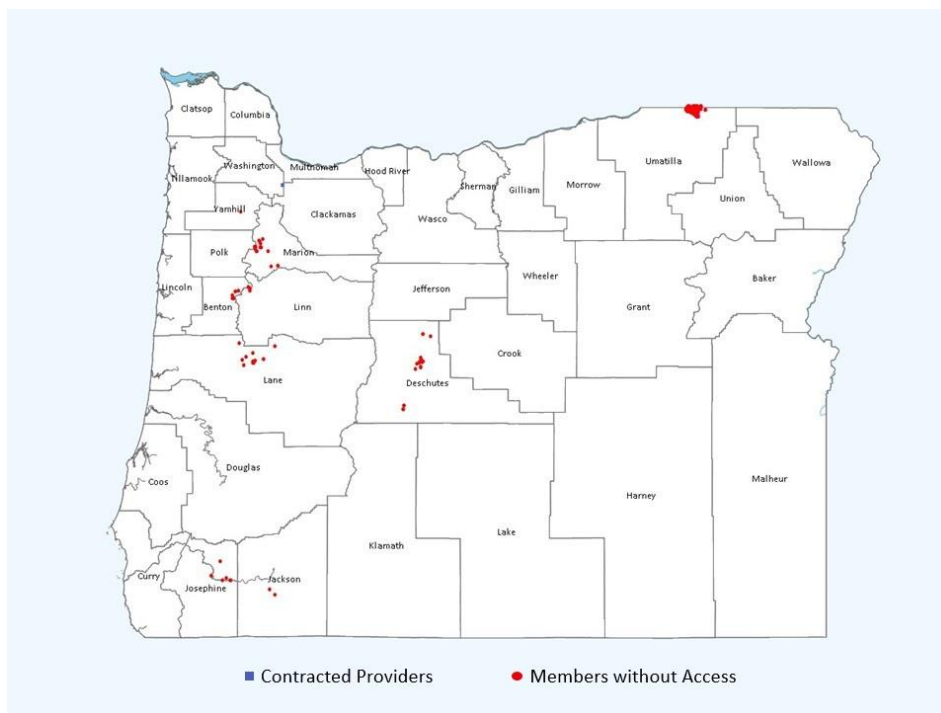 Clatsop
Columbia
Tillamook
Washington
Multnomah
Hood River
Sherman
Gilliam
Morrow
Umatilla
Wallowa
Union
Yamhill
Clackamas
Wasco
Polk
Marion
Wheeler
Baker
Lincoln
Benton
Linn
Jefferson
Grant
Crook
Lane
Deschutes
Douglas
Coos
Malheur
Harney
Klamath
Lake
Curry
Josephine
Jackson
Contracted Providers
Members without Access